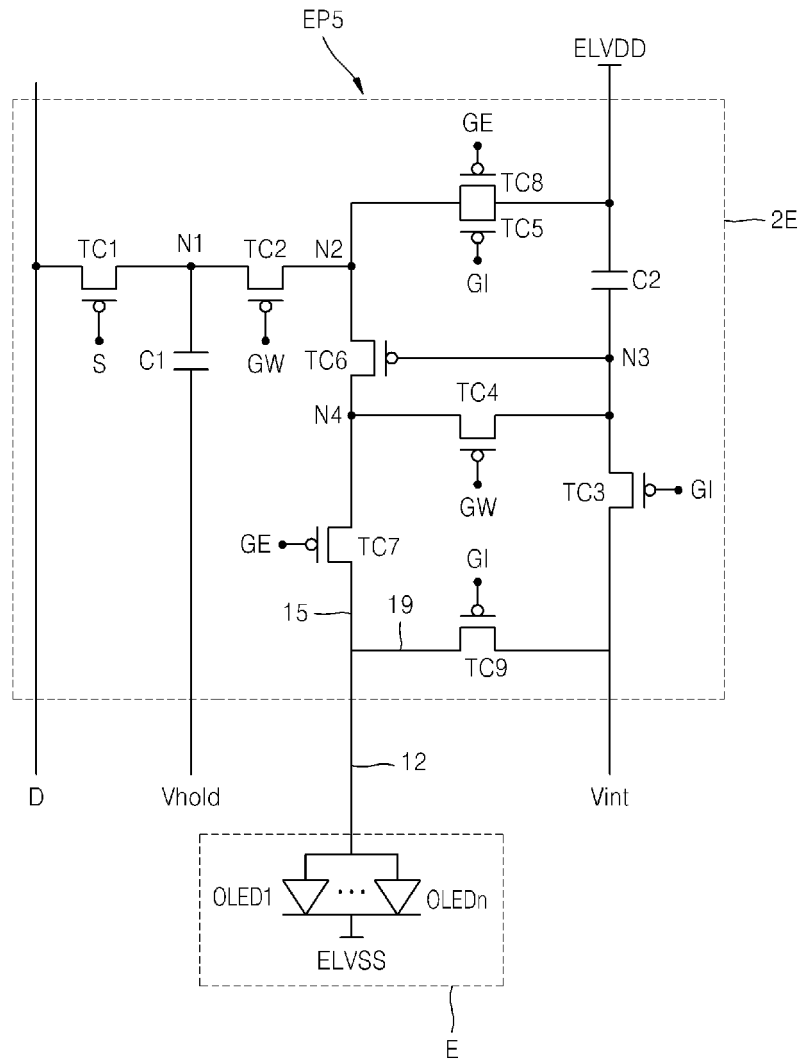 EP5
ELVDD
GE
TC8
2E
TC5
TC1
N1
TC2
N2
GI
C2
S
C1
GW
TC6
N3
TC4
N4
GW
TC3
GI
GE
TC7
GI
15
19
TC9
12
D
Vhold
Vint
OLED1
OLEDn
ELVSS
E